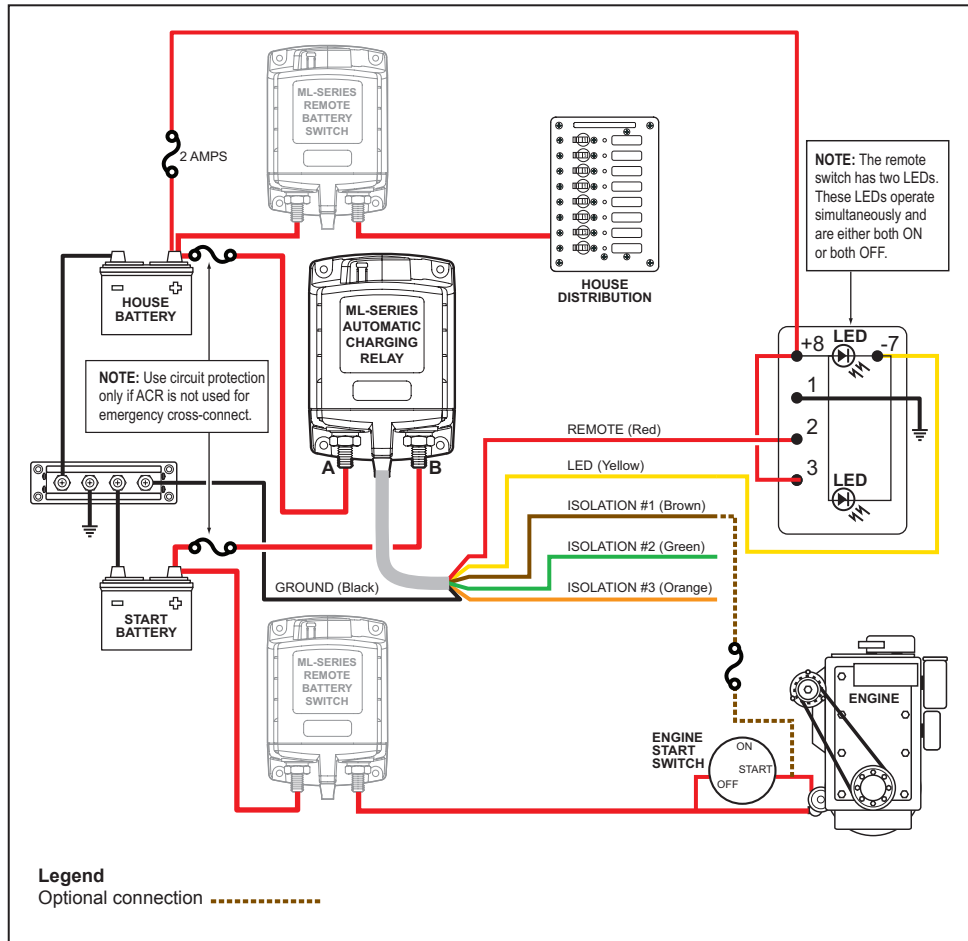 ML-SERIES
REMOTE
BATTERY
SWITCH
2 AMPS
HOUSE
DISTRIBUTION
NOTE: The remote
switch has two LEDs.
These LEDs operate
simultaneously and
are either both ON
or both OFF.
HOUSE
BATTERY
ML-SERIES
AUTOMATIC
CHARGING
RELAY
A
B
NOTE: Use circuit protection
only if ACR is not used for
emergency cross-connect.
+8
LED
-7
1
2
3
LED
REMOTE (Red)
LED (Yellow)
ISOLATION #1 (Brown)
ISOLATION #2 (Green)
ISOLATION #3 (Orange)
GROUND (Black)
START
BATTERY
ML-SERIES
REMOTE
BATTERY
SWITCH
ENGINE
START
SWITCH
ON
START
OFF
ENGINE
Legend
Optional connection